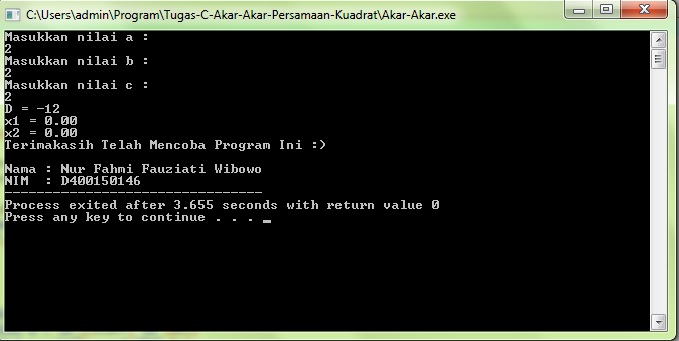 C:\Users\admin\Program\Tugas-C-Akar-Akar-Persamaan-Kuadrat\Akar-Akar.exe
Masukkan nilai a :
2
Masukkan nilai b :
2
Masukkan nilai c :
2
D = -12
x1 = 0.00
x2 = 0.00
Terimakasih Telah Mencoba Program Ini :)
Nama : Nur Fahmi Fauziati Wibowo
NIM  : D400150146
--------------------------------
Process exited after 3.655 seconds with return value 0
Press any key to continue . . . _